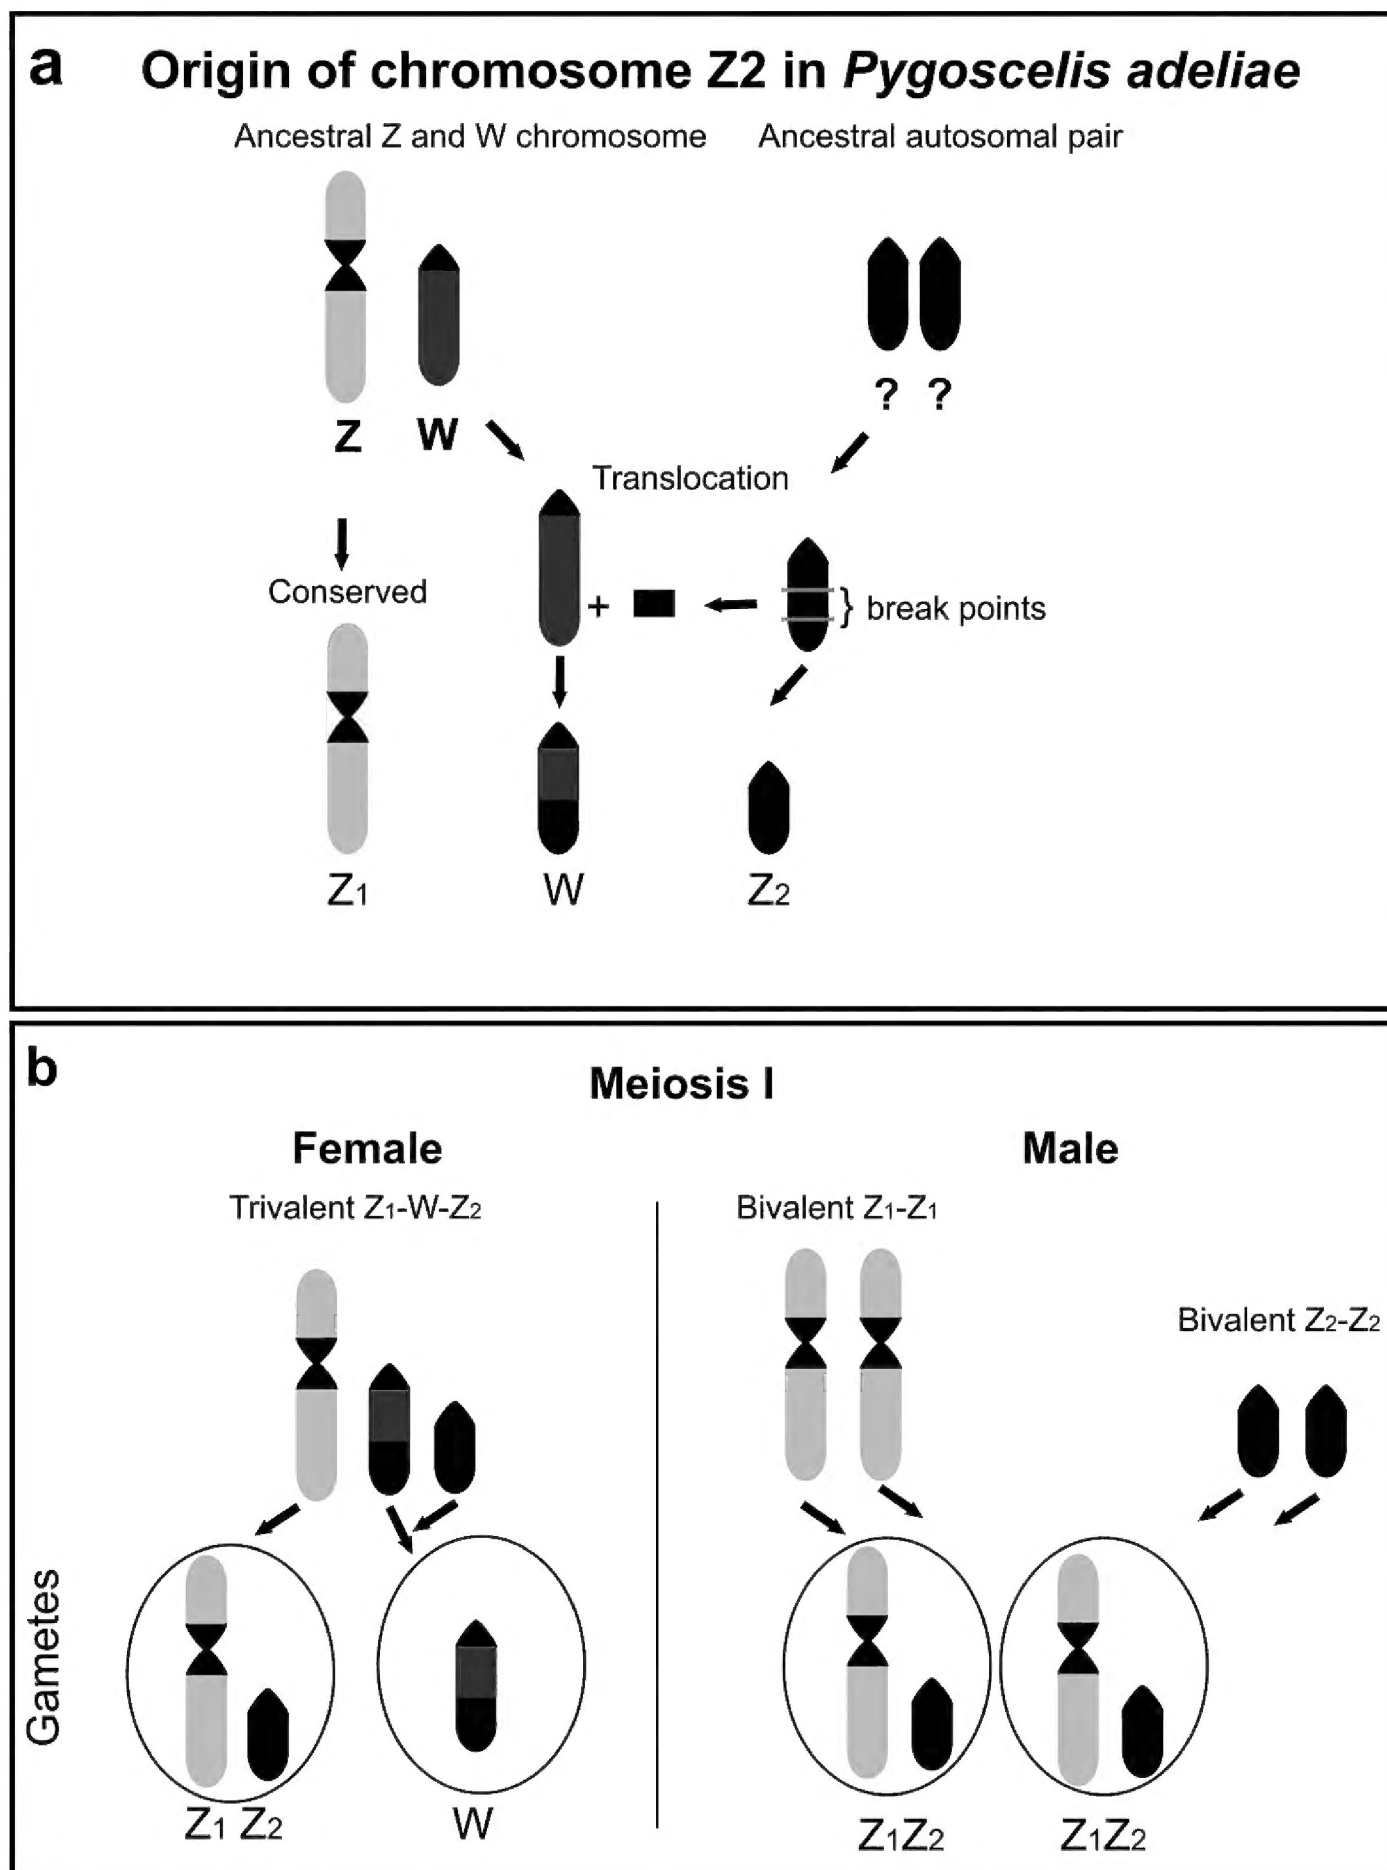 a
Origin of chromosome Z2 in Pygoscelis adeliae
Ancestral Z and W chromosome
Ancestral autosomal pair
? ?
Z W
Translocation
Conserved
+
} break points
Z1 W Z2
b
Meiosis I
Female
Male
Trivalent Z1-W-Z2
Bivalent Z1-Z1
Bivalent Z2-Z2
Gametes
Z1 Z2
W
Z1Z2
Z1Z2